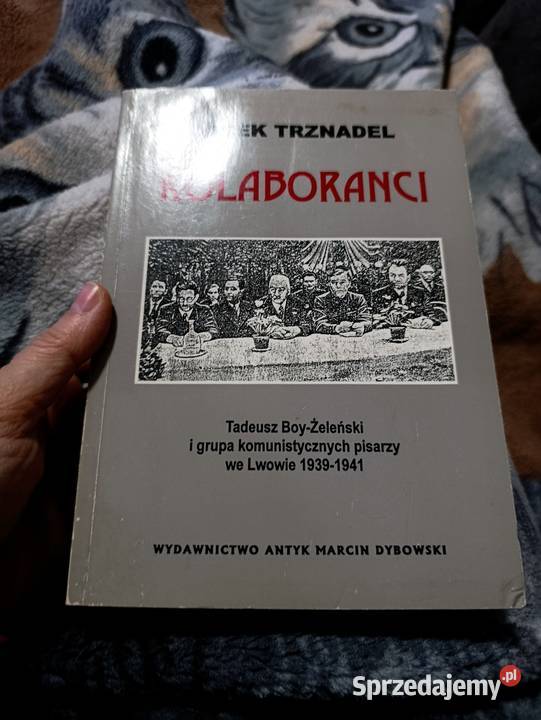 TRZNADEL
KOLABORANCI
Tadeusz Boy-Żeleński
i grupa komunistycznych pisarzy
we Lwowie 1939-1941
WYDAWNICTWO ANTYK MARCIN DYBOWSKI
Sprzedajemy.pl